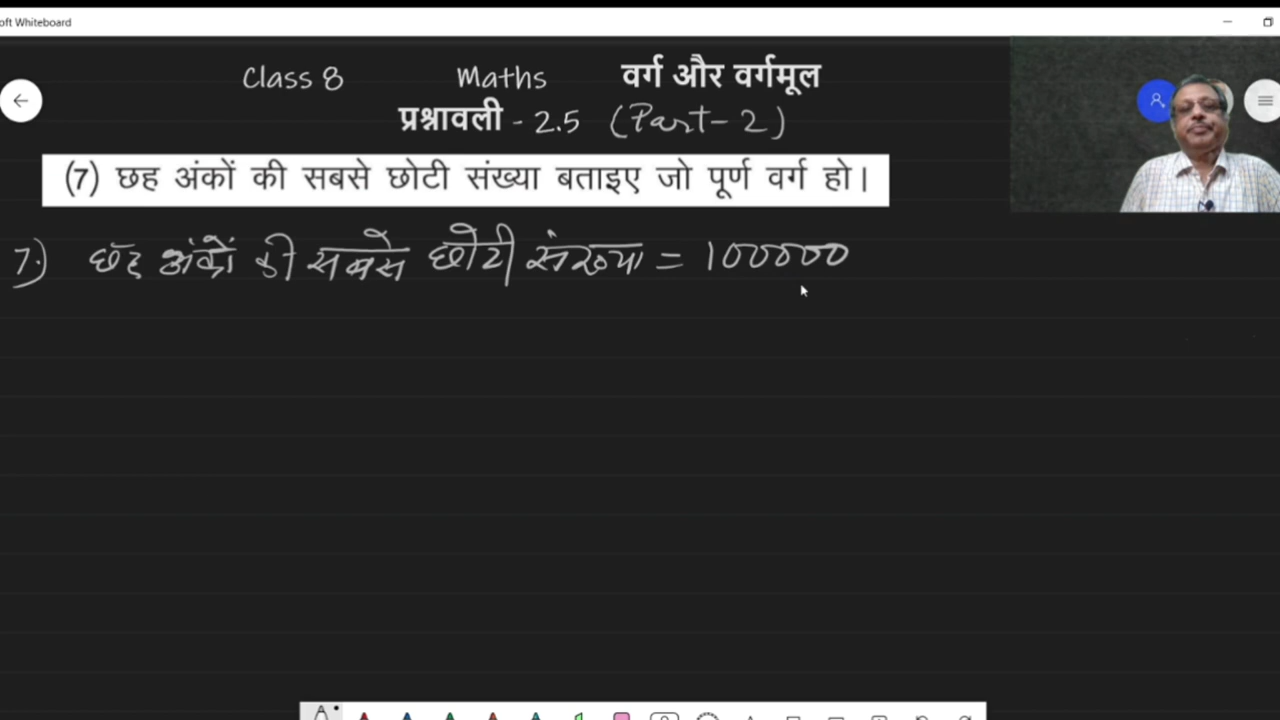 oft Whiteboard
Class 8 Maths वर्ग और वर्गमूल
प्रश्नावली - 2.5 (Part-2)
(7) छह अंकों की सबसे छोटी संख्या बताइए जो पूर्ण वर्ग हो।
7.) छह अंकों की सबसे छोटी संख्या = 100000